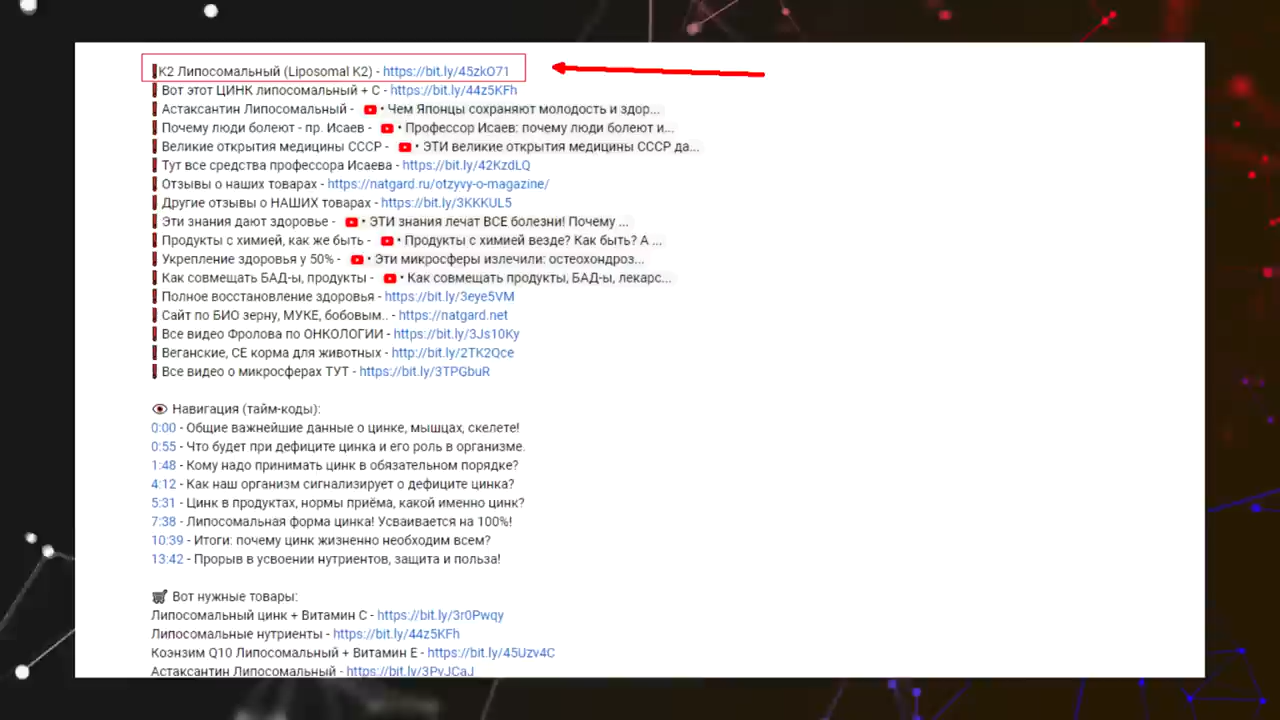 ❗K2 Липосомальный (Liposomal K2) - https://bit.ly/45zkO71
❗Вот этот ЦИНК липосомальный + С - https://bit.ly/44z5KFh
❗Астаксантин Липосомальный - • Чем Японцы сохраняют молодость и здор...
❗Почему люди болеют - пр. Исаев - • Профессор Исаев: почему люди болеют и...
❗Великие открытия медицины СССР - • ЭТИ великие открытия медицины СССР да...
❗Тут все средства профессора Исаева - https://bit.ly/42KzdLQ
❗Отзывы о наших товарах - https://natgard.ru/otzyvy-o-magazine/
❗Другие отзывы о НАШИХ товарах - https://bit.ly/3KKKUL5
❗Эти знания дают здоровье - • ЭТИ знания лечат ВСЕ болезни! Почему ...
❗Продукты с химией, как же быть - • Продукты с химией везде? Как быть? А ...
❗Укрепление здоровья у 50% - • Эти микросферы излечили: остеохондроз...
❗Как совмещать БАД-ы, продукты - • Как совмещать продукты, БАД-ы, лекарс...
❗Полное восстановление здоровья - https://bit.ly/3eye5VM
❗Сайт по БИО зерну, МУКЕ, бобовым.. - https://natgard.net
❗Все видео Фролова по ОНКОЛОГИИ - https://bit.ly/3Js10Ky
❗Веганские, СЕ корма для животных - http://bit.ly/2TK2Qce
❗Все видео о микросферах ТУТ - https://bit.ly/3TPGbuR
👁 Навигация (тайм-коды):
0:00 - Общие важнейшие данные о цинке, мышцах, скелете!
0:55 - Что будет при дефиците цинка и его роль в организме.
1:48 - Кому надо принимать цинк в обязательном порядке?
4:12 - Как наш организм сигнализирует о дефиците цинка?
5:31 - Цинк в продуктах, нормы приёма, какой именно цинк?
7:38 - Липосомальная форма цинка! Усваивается на 100%!
10:39 - Итоги: почему цинк жизненно необходим всем?
13:42 - Прорыв в усвоении нутриентов, защита и польза!
🛒 Вот нужные товары:
Липосомальный цинк + Витамин С - https://bit.ly/3r0Pwqy
Липосомальные нутриенты - https://bit.ly/44z5KFh
Коэнзим Q10 Липосомальный + Витамин Е - https://bit.ly/45Uzv4C
Астаксантин Липосомальный - https://bit.ly/3PvJCaJ